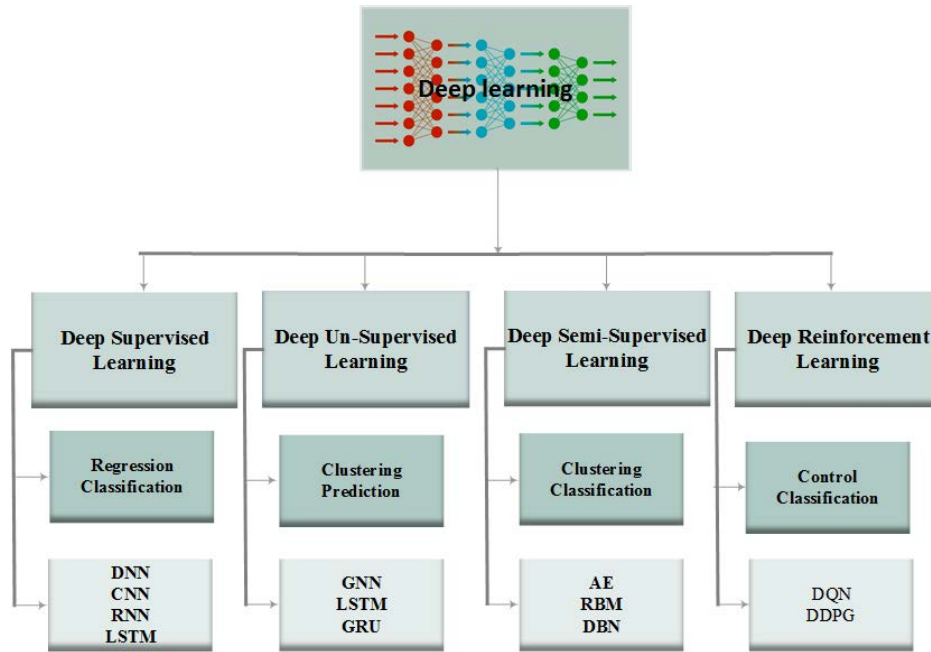 Deep learning
Deep Supervised
Learning
Deep Un-Supervised
Learning
Deep Semi-Supervised
Learning
Deep Reinforcement
Learning
Regression
Classification
Clustering
Prediction
Clustering
Classification
Control
Classification
DNN
CNN
RNN
LSTM
GNN
LSTM
GRU
AE
RBM
DBN
DQN
DDPG